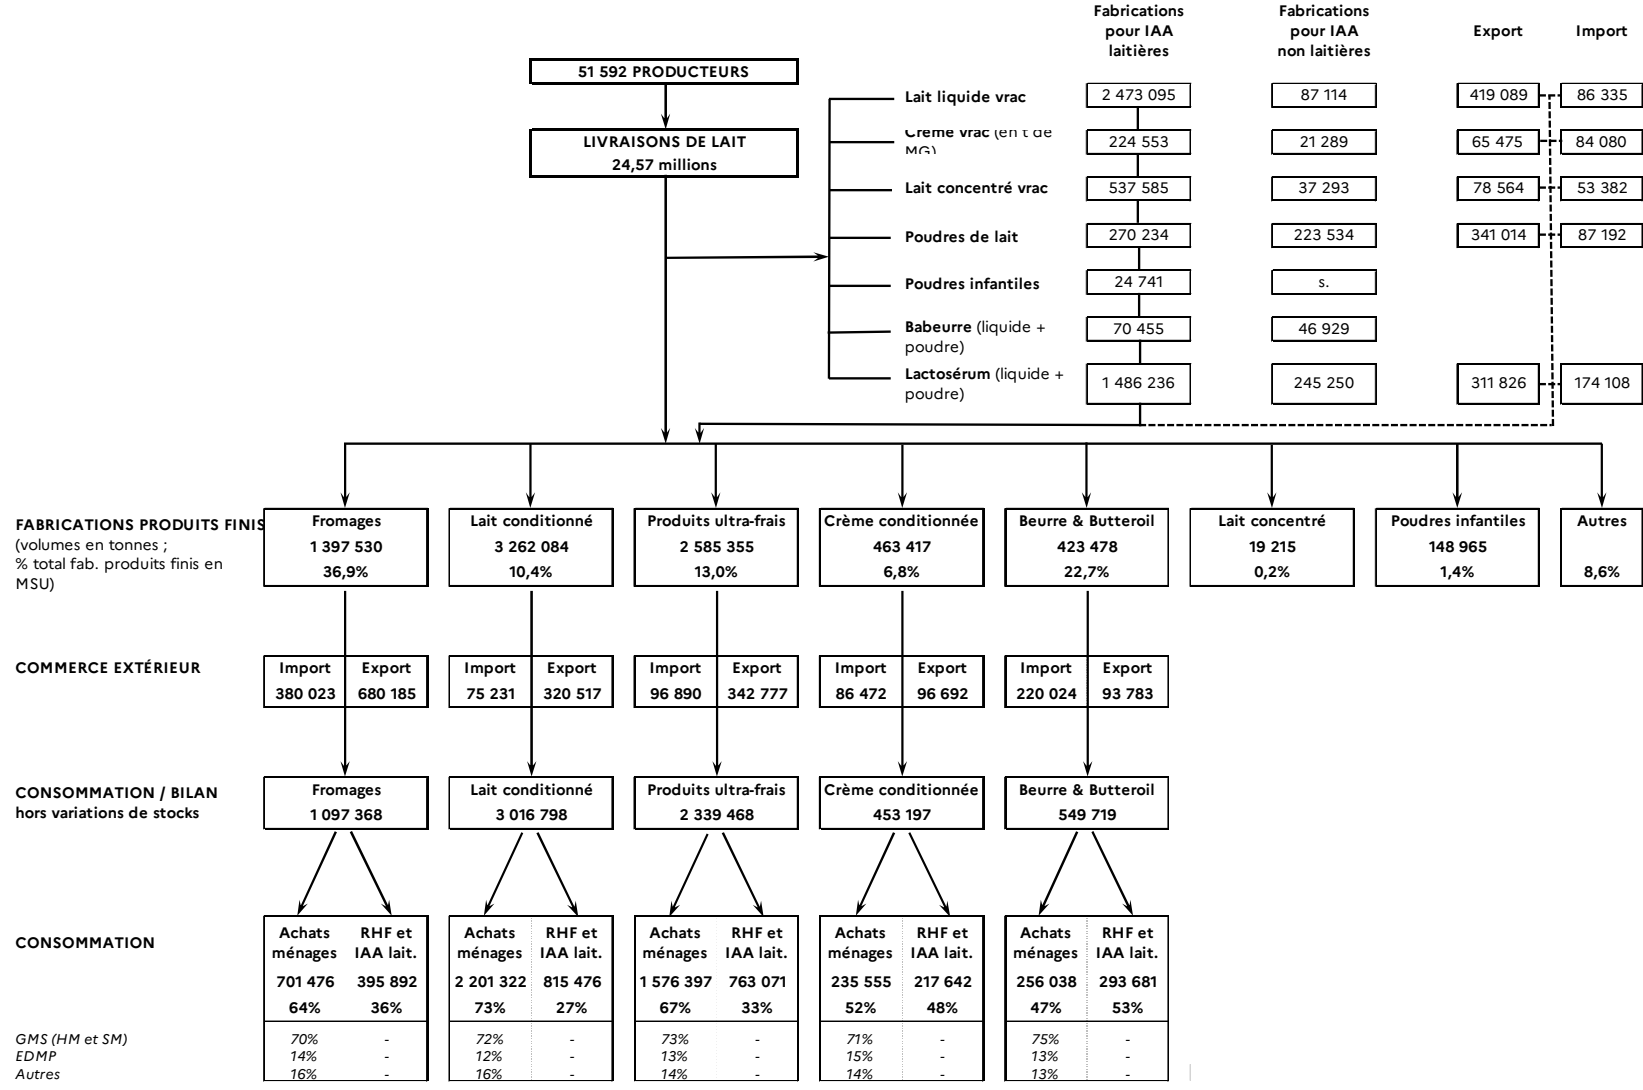 Fabrications
pour IAA
laitières
Fabrications
pour IAA
non laitières
Export
Import
51 592 PRODUCTEURS
LIVRAISONS DE LAIT
24,57 millions
Lait liquide vrac
2 473 095
87 114
419 089
86 335
Crème vrac (en t de
MG)
224 553
21 289
65 475
84 080
Lait concentré vrac
537 585
37 293
78 564
53 382
Poudres de lait
270 234
223 534
341 014
87 192
Poudres infantiles
24 741
s.
Babeurre (liquide +
poudre)
70 455
46 929
Lactosérum (liquide +
poudre)
1 486 236
245 250
311 826
174 108
FABRICATIONS PRODUITS FINIS
(volumes en tonnes ;
% total fab. produits finis en
MSU)
Fromages
1 397 530
36,9%
Lait conditionné
3 262 084
10,4%
Produits ultra-frais
2 585 355
13,0%
Crème conditionnée
463 417
6,8%
Beurre & Butteroil
423 478
22,7%
Lait concentré
19 215
0,2%
Poudres infantiles
148 965
1,4%
Autres
8,6%
COMMERCE EXTÉRIEUR
Import Export
380 023 680 185
Import Export
75 231 320 517
Import Export
96 890 342 777
Import Export
86 472 96 692
Import Export
220 024 93 783
CONSOMMATION / BILAN
hors variations de stocks
Fromages
1 097 368
Lait conditionné
3 016 798
Produits ultra-frais
2 339 468
Crème conditionnée
453 197
Beurre & Butteroil
549 719
CONSOMMATION
Achats RHF et
ménages IAA lait.
701 476 395 892
64% 36%
Achats RHF et
ménages IAA lait.
2 201 322 815 476
73% 27%
Achats RHF et
ménages IAA lait.
1 576 397 763 071
67% 33%
Achats RHF et
ménages IAA lait.
235 555 217 642
52% 48%
Achats RHF et
ménages IAA lait.
256 038 293 681
47% 53%
GMS (HM et SM) 70% - 72% - 73% - 71% - 75% -
EDMP 14% - 12% - 13% - 15% - 13% -
Autres 16% - 16% - 14% - 14% - 13% -